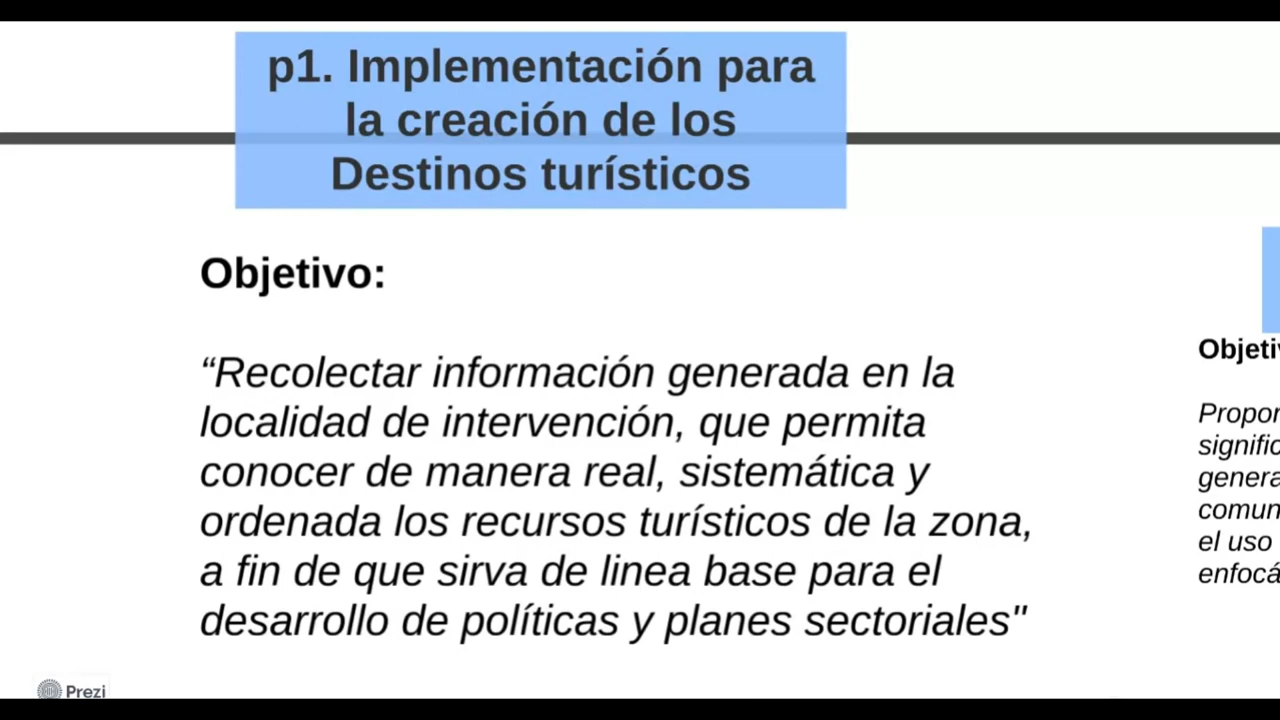 p1. Implementación para
la creación de los
Destinos turísticos
Objetivo:
“Recolectar información generada en la
localidad de intervención, que permita
conocer de manera real, sistemática y
ordenada los recursos turísticos de la zona,
a fin de que sirva de linea base para el
desarrollo de políticas y planes sectoriales"
el uso
Prezi